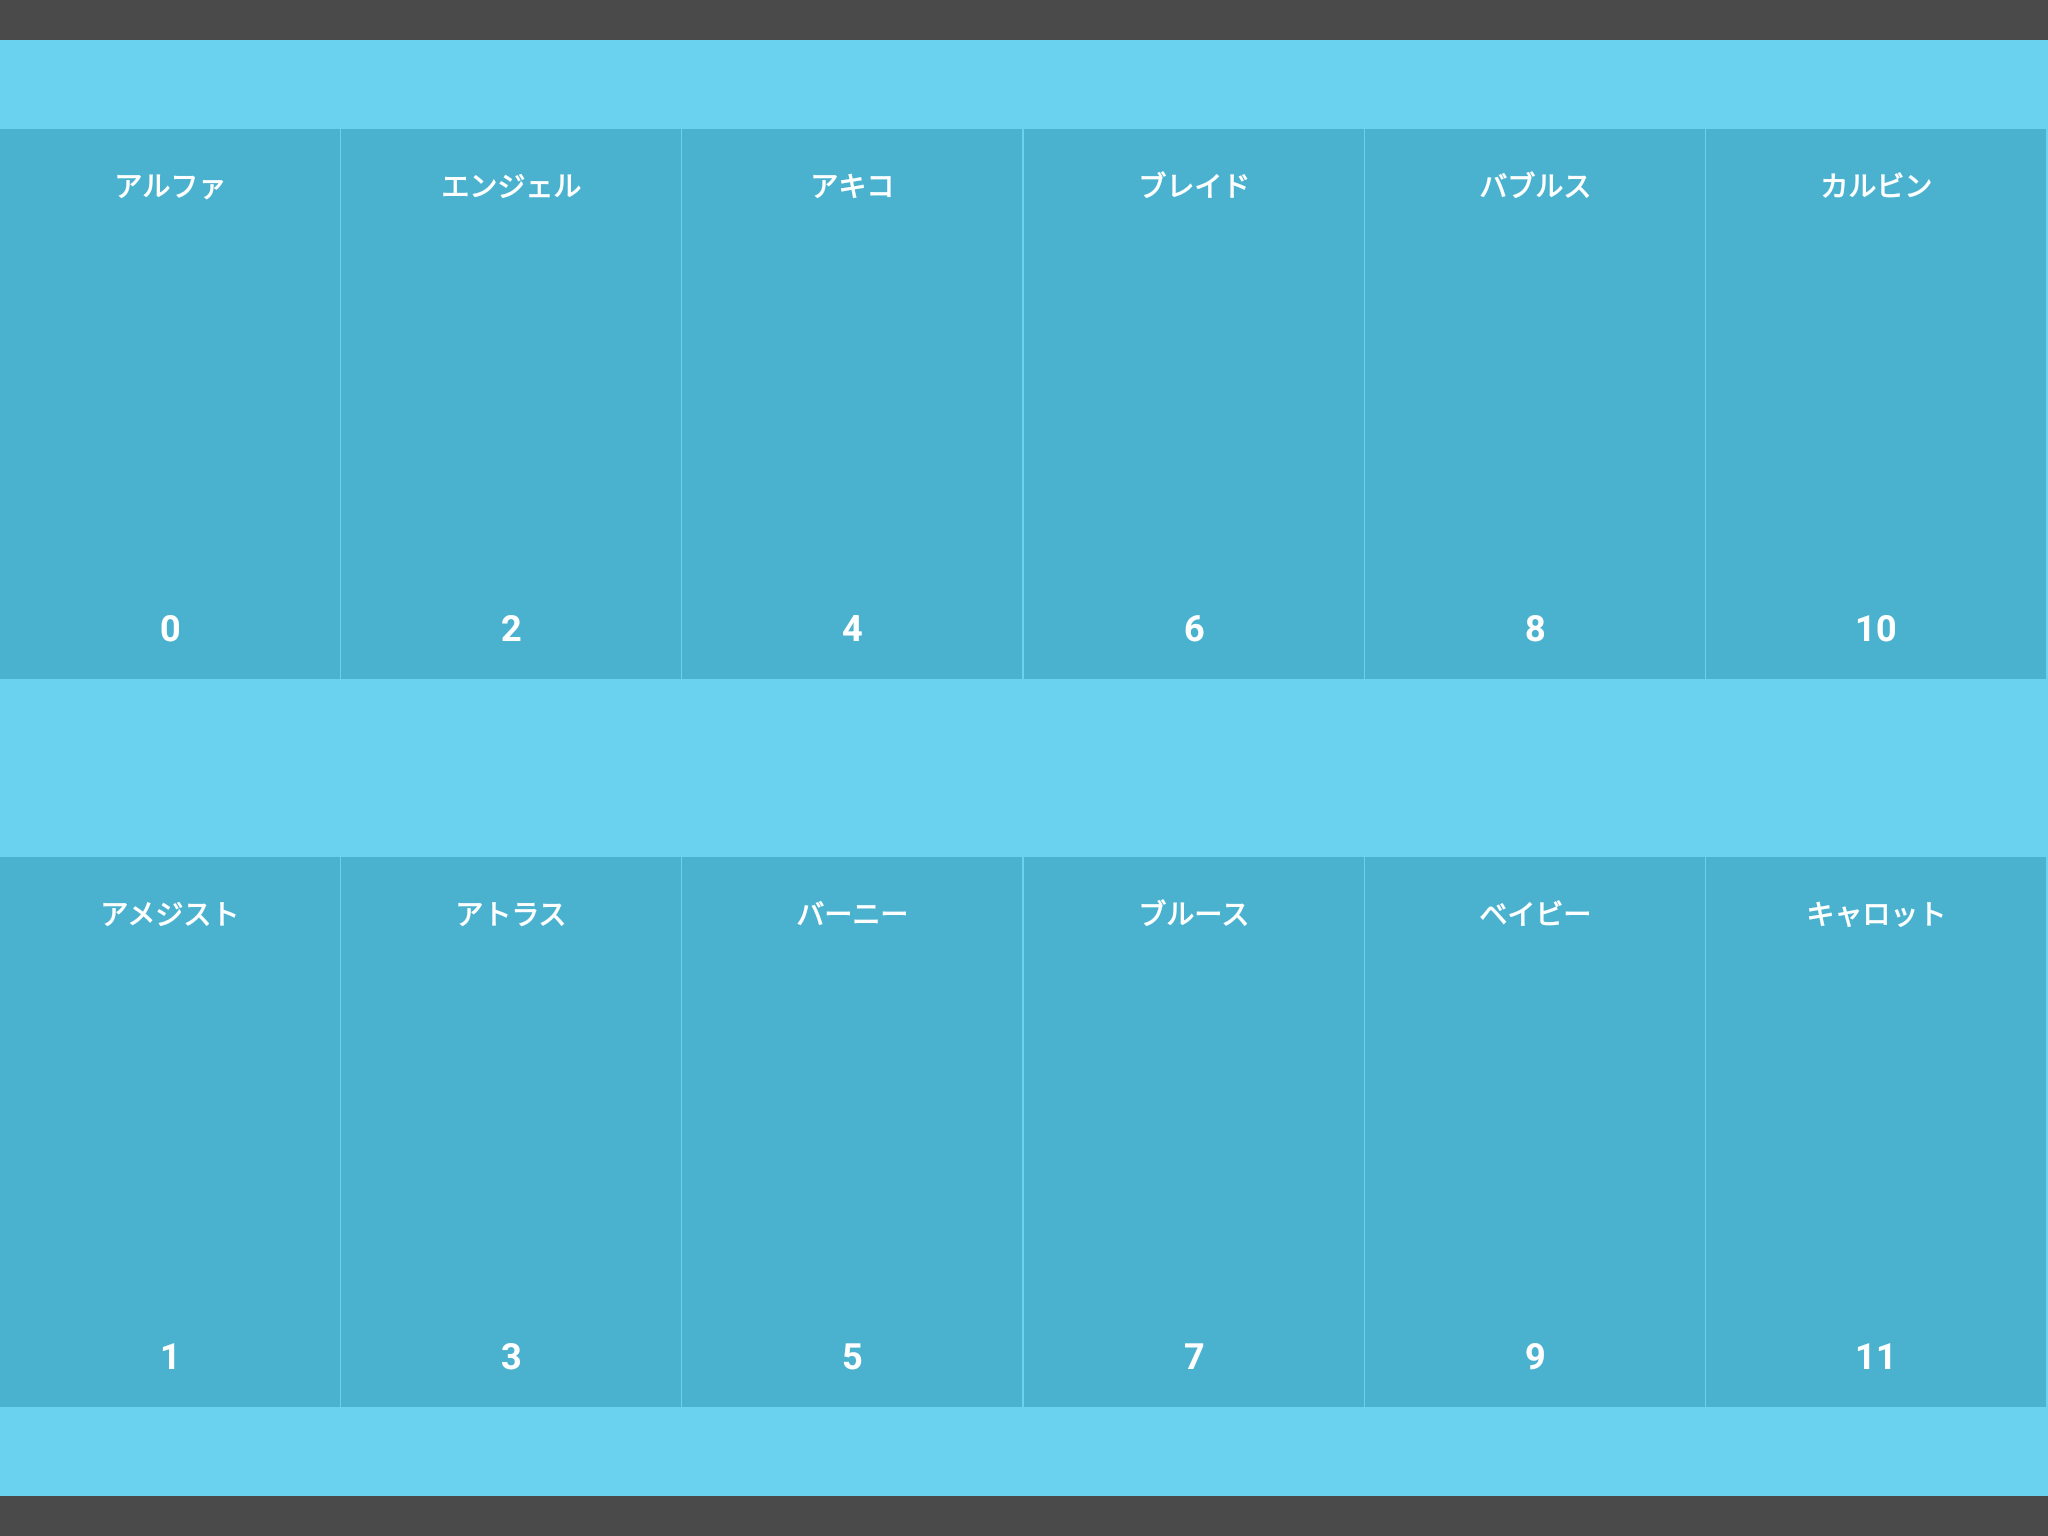 アルファ
エンジェル
アキコ
ブレイド
バブルス
カルビン
0
2
4
6
8
10
アメジスト
アトラス
バーニー
ブルース
ベイビー
キャロット
1
3
5
7
9
11